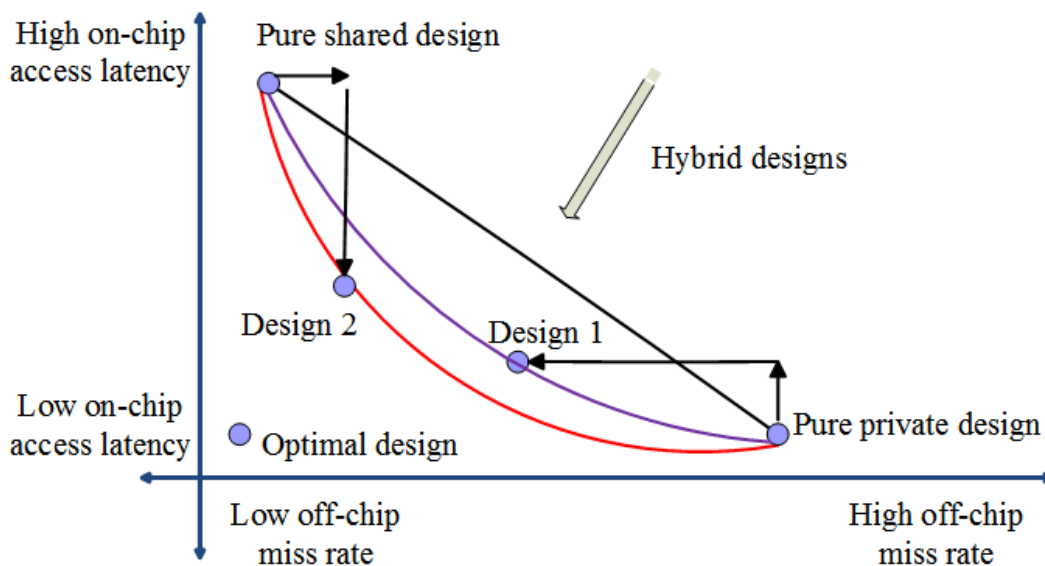 High on-chip
access latency
Pure shared design
Hybrid designs
Design 2
Design 1
Low on-chip
access latency
Optimal design
Pure private design
Low off-chip
miss rate
High off-chip
miss rate